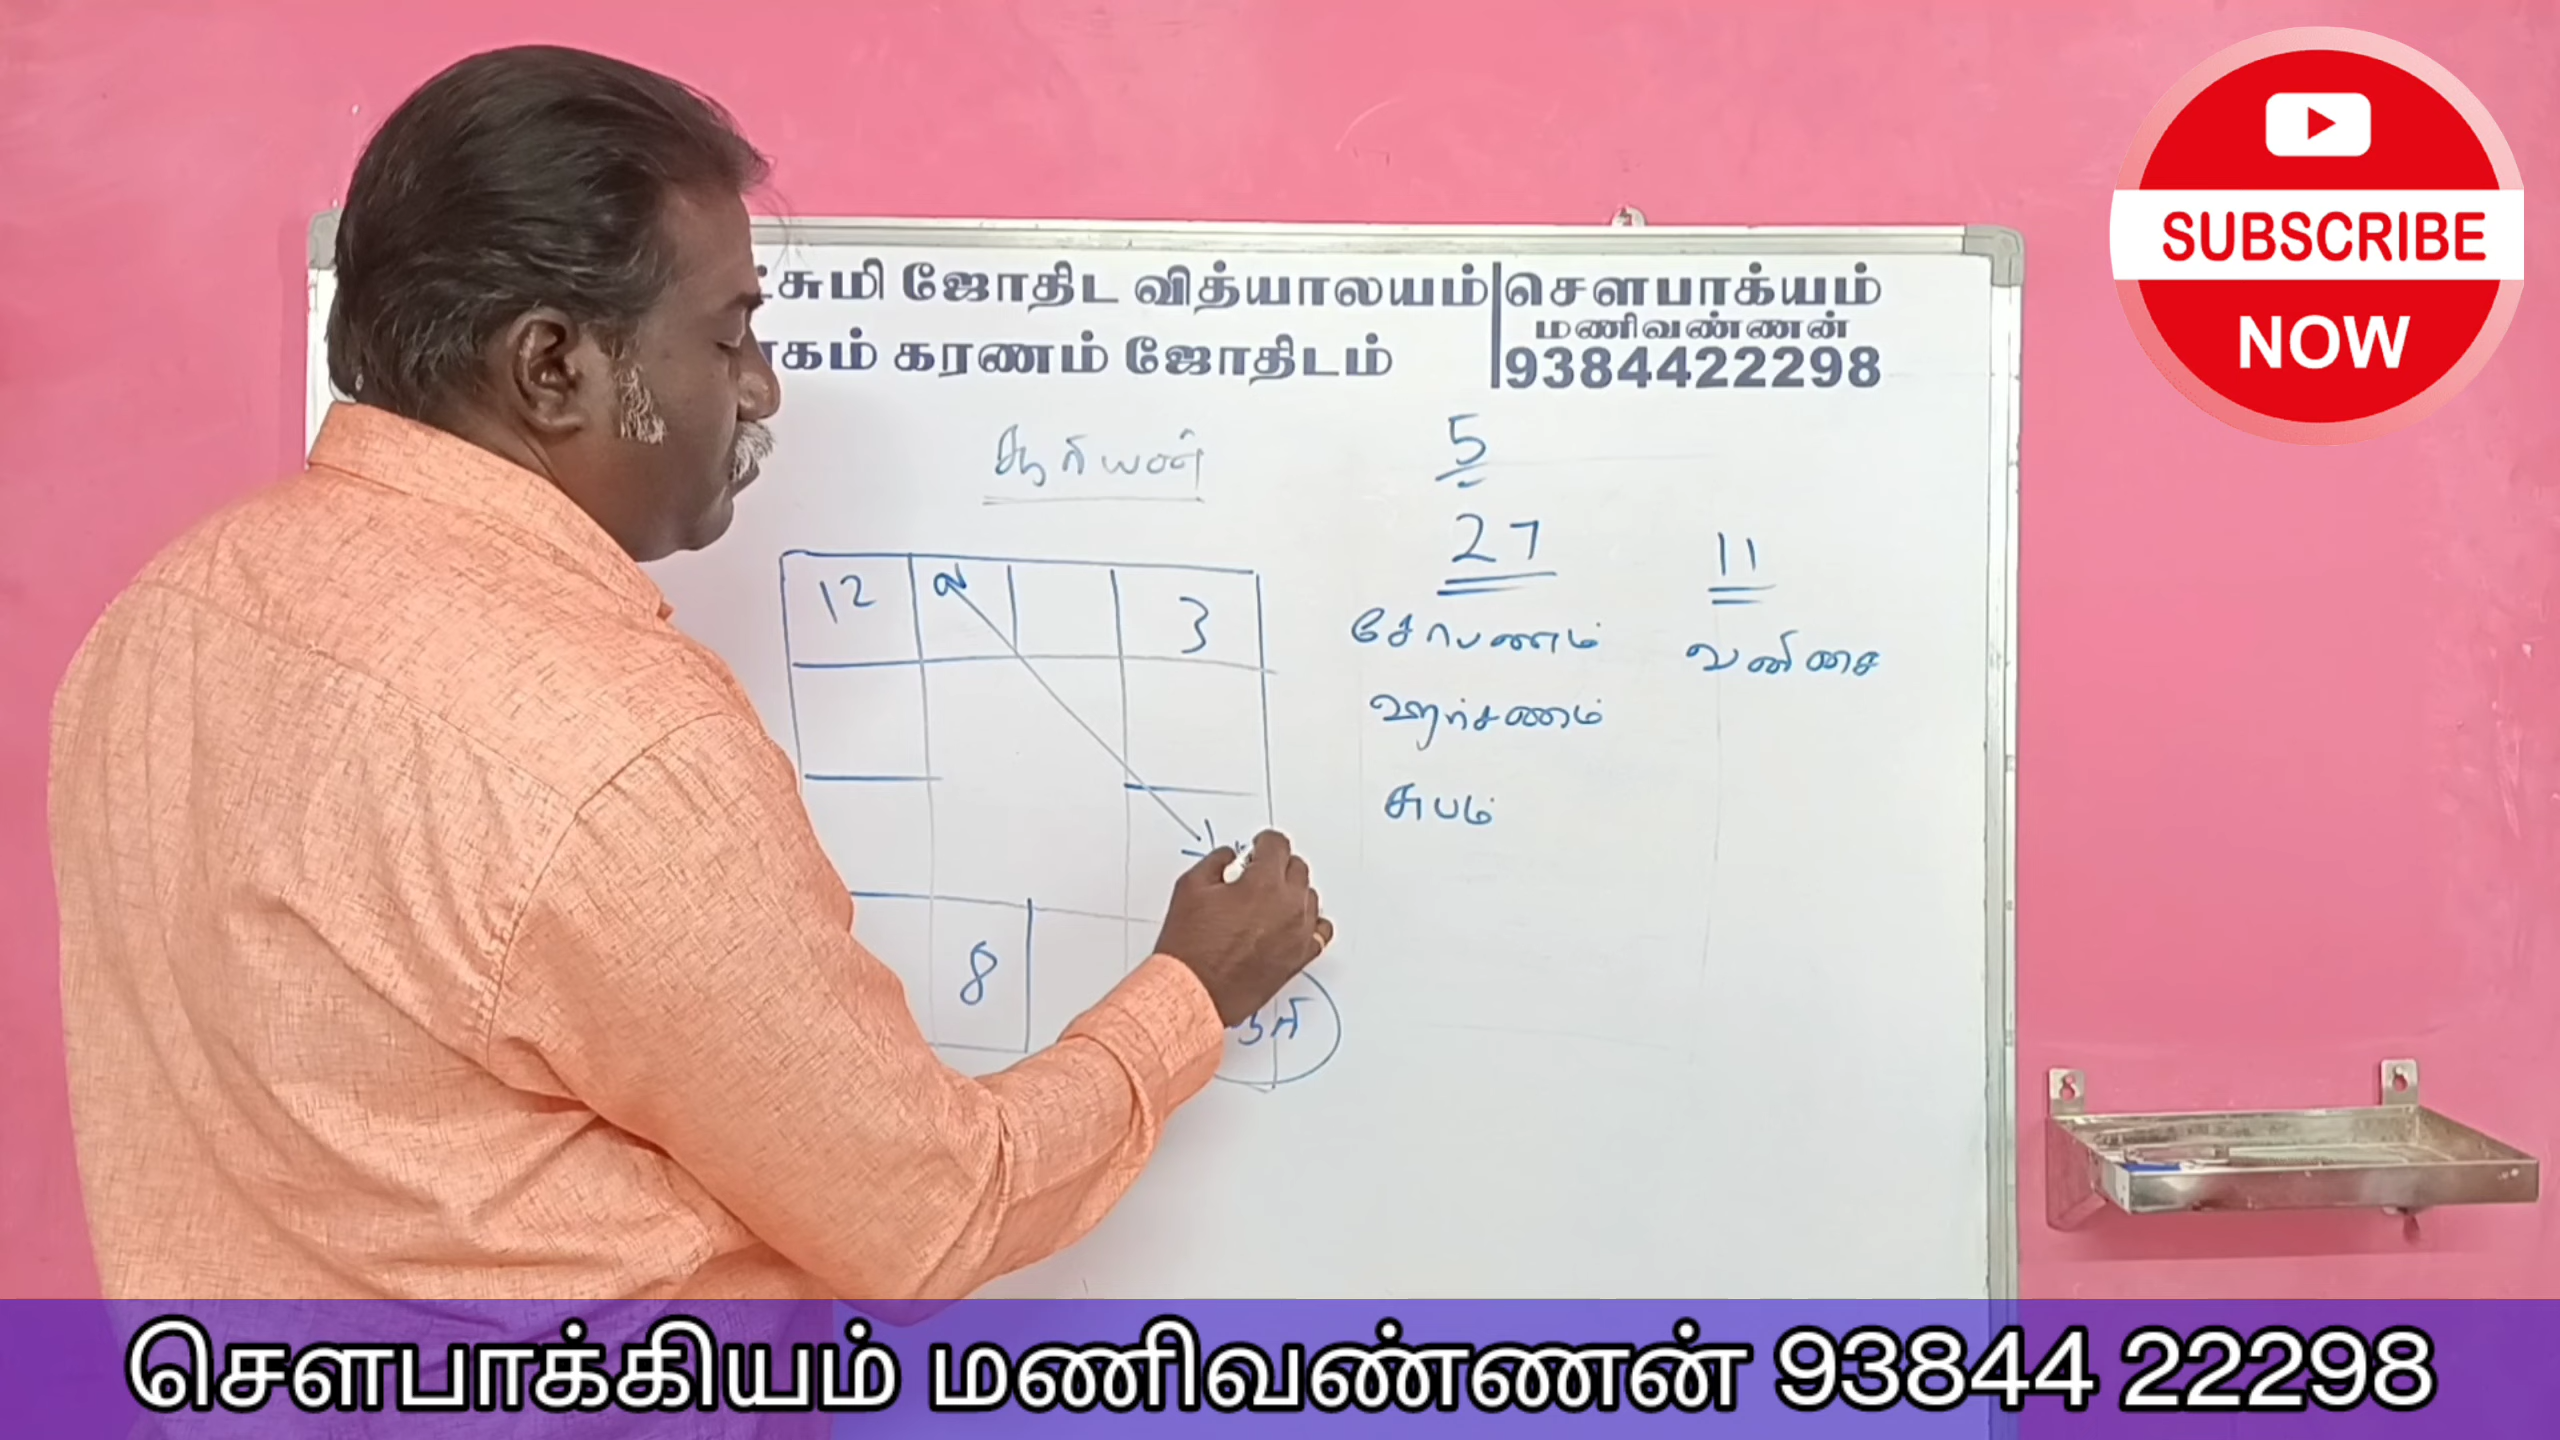 SUBSCRIBE
NOW
ட்சுமி ஜோதிட வித்யாலயம்
கம் கரணம் ஜோதிடம்
சௌபாக்யம்
மணிவண்ணன்
9384422298
சூரியன்
5
27
11
சோபணம்
வனிசை
ஹர்சணம்
சுபம்
12
ல
3
8
சௌபாக்கியம் மணிவண்ணன் 93844 22298